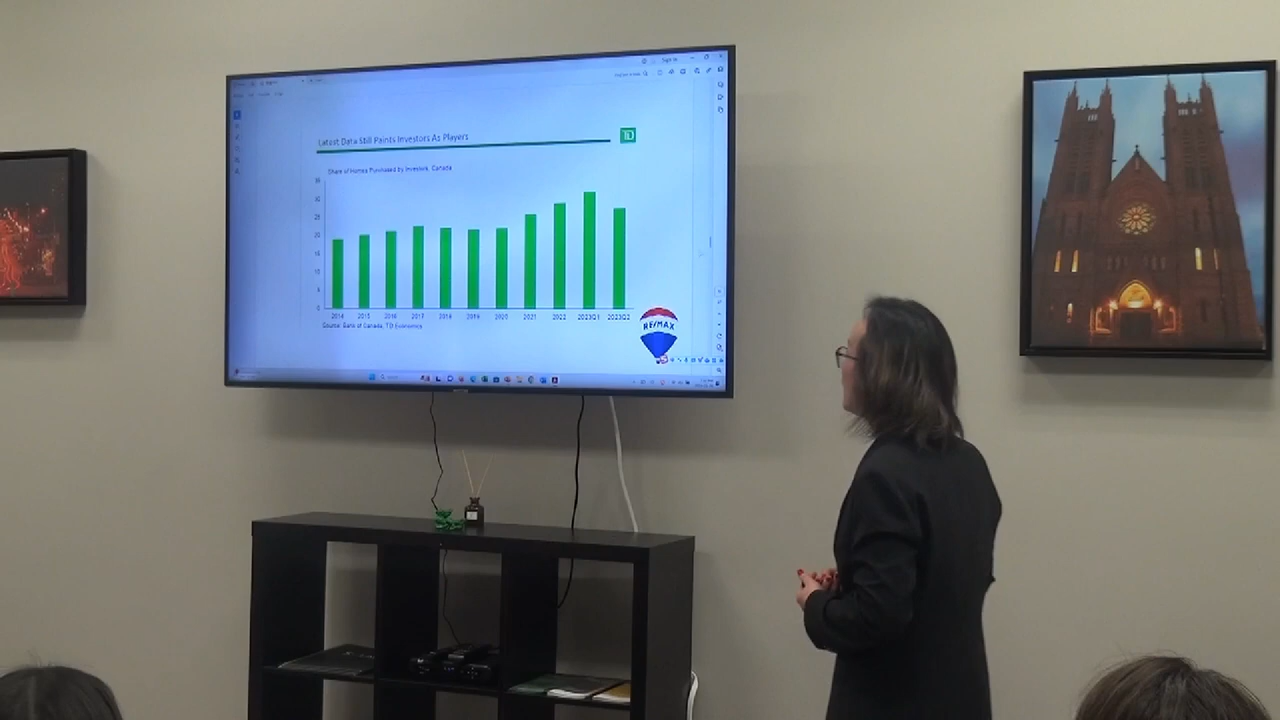 Sign in
Latest Data Still Paints Investors As Players
TD
Share of Homes Purchased by Investors, Canada
35
30
25
20
15
10
5
0
2014 2015 2016 2017 2018 2019 2020 2021 2022 2023Q1 2023Q2
Source: Bank of Canada, TD Economics
RE/MAX